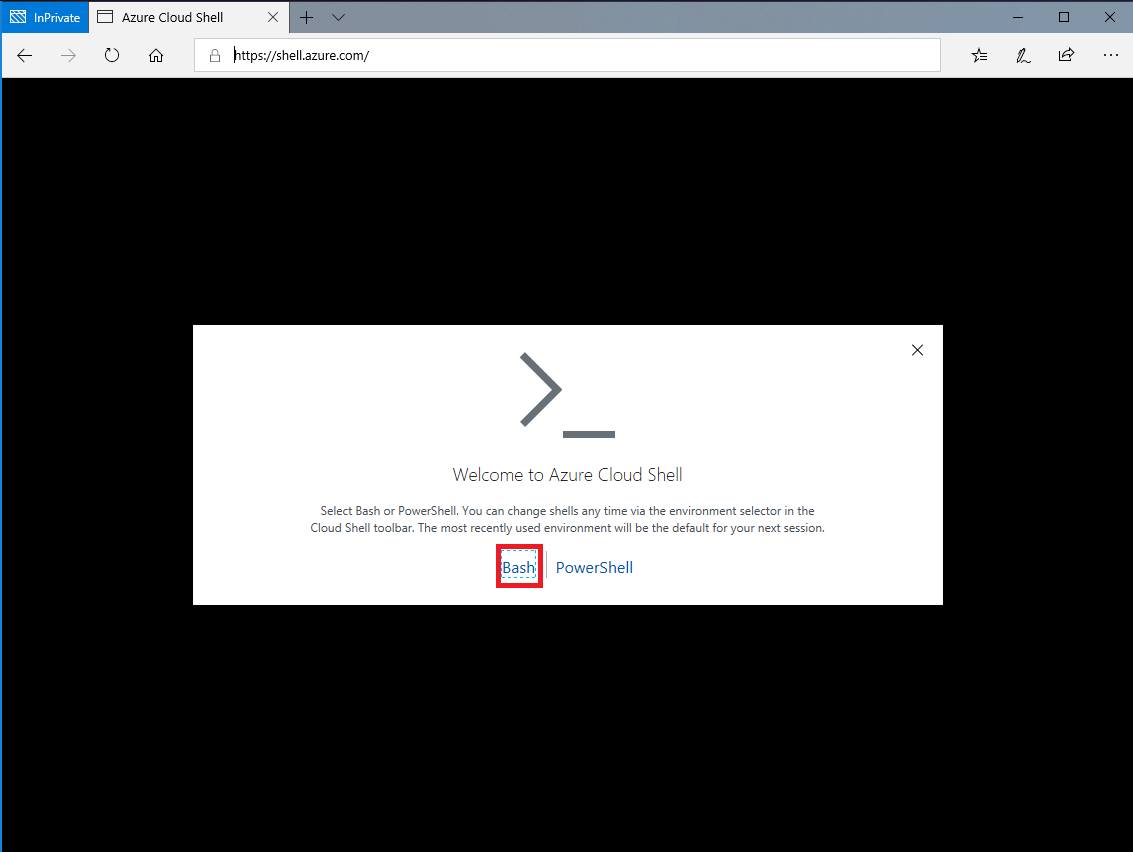 InPrivate
Azure Cloud Shell
https://shell.azure.com/
Welcome to Azure Cloud Shell
Select Bash or PowerShell. You can change shells any time via the environment selector in the
Cloud Shell toolbar. The most recently used environment will be the default for your next session.
Bash
PowerShell